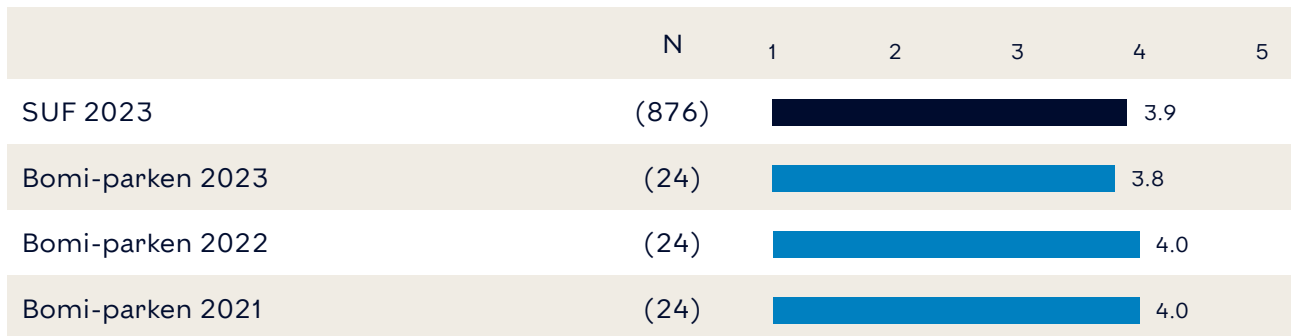 N 1 2 3 4 5
SUF 2023 (876) 3.9
Bomi-parken 2023 (24) 3.8
Bomi-parken 2022 (24) 4.0
Bomi-parken 2021 (24) 4.0